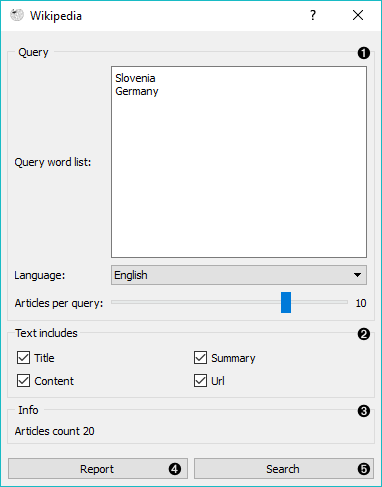 Wikipedia ?
Query ❶
Slovenia
Germany
Query word list:
Language: English
Articles per query: 10
Text includes ❷
Title Summary
Content Url
Info ❸
Articles count 20
Report ❹ Search ❺